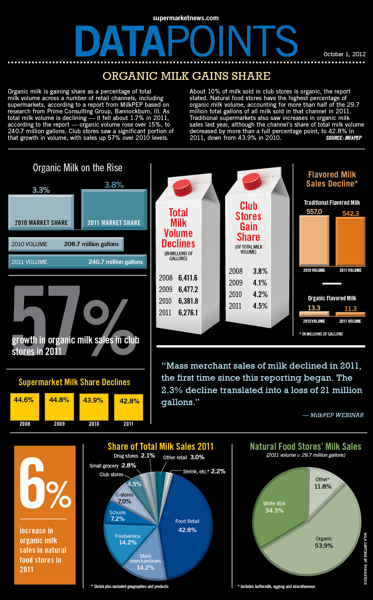 supermarketnews.com
DATAPOINTS
October 1, 2012
ORGANIC MILK GAINS SHARE
Organic milk is gaining share as a percentage of total
milk volume across a number of retail channels, including
supermarkets, according to a report from MilkPEP based on
research from Prime Consulting Group, Bannockburn, Ill. As
total milk volume is declining — it fell about 1.7% in 2011,
according to the report — organic volume rose over 15%, to
240.7 million gallons. Club stores saw a significant portion of
that growth in volume, with sales up 57% over 2010 levels.
About 10% of milk sold in club stores is organic, the report
stated. Natural food stores have the highest percentage of
organic milk volume, accounting for more than half of the 29.7
million total gallons of all milk sold in that channel in 2011.
Traditional supermarkets also saw increases in organic milk
sales last year, although the channel's share of total milk volume
decreased by more than a full percentage point, to 42.8% in
2011, down from 43.9% in 2010.
SOURCE: MilkPEP
Organic Milk on the Rise
3.3%
3.8%
2010 MARKET SHARE
2011 MARKET SHARE
2010 VOLUME 208.7 million gallons
2011 VOLUME 240.7 million gallons
57%
growth in organic milk sales in club
stores in 2011
Supermarket Milk Share Declines
44.6% 44.8% 43.9% 42.8%
2008 2009 2010 2011
Total
Milk
Volume
Declines
(IN MILLIONS OF
GALLONS)
2008 6,411.6
2009 6,477.2
2010 6,381.8
2011 6,276.1
Club
Stores
Gain
Share
(OF TOTAL MILK
VOLUME)
2008 3.8%
2009 4.1%
2010 4.2%
2011 4.5%
Flavored Milk
Sales Decline*
Traditional Flavored Milk
557.0
542.3
2010 VOLUME
2011 VOLUME
Organic Flavored Milk
13.3
11.3
2010 VOLUME
2011 VOLUME
* IN MILLIONS OF GALLONS
"Mass merchant sales of milk declined in 2011,
the first time since this reporting began. The
2.3% decline translated into a loss of 21 million
gallons."
— MilkPEP WEBINAR
6%
increase in
organic milk
sales in natural
food stores in
2011
Share of Total Milk Sales 2011
Drug stores 2.1%
Other retail 3.0%
Small grocery 2.8%
Shrink, etc.* 2.2%
Club stores
4.5%
C-stores
7.0%
Schools
7.2%
Foodservice
14.2%
Mass
merchandisers
14.2%
Food Retail
42.8%
* Shrink plus excluded geographies and products
Natural Food Stores' Milk Sales
(2011 volume = 29.7 million gallons)
Other*
11.8%
White Milk
34.3%
Organic
53.9%
* Includes buttermilk, eggnog and miscellaneous